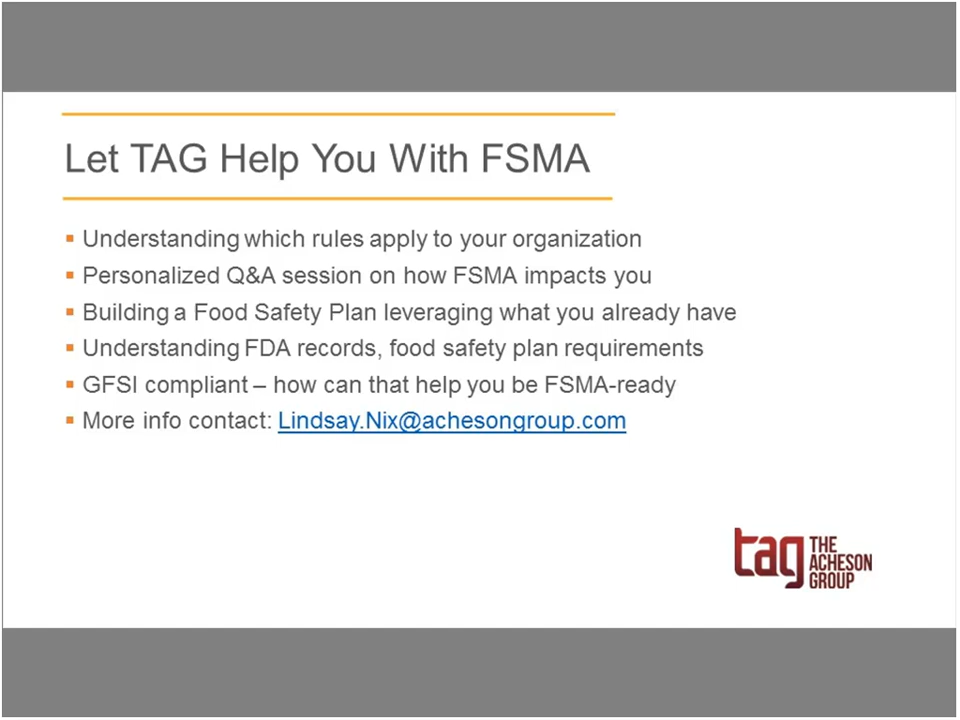 Let TAG Help You With FSMA
▪ Understanding which rules apply to your organization
▪ Personalized Q&A session on how FSMA impacts you
▪ Building a Food Safety Plan leveraging what you already have
▪ Understanding FDA records, food safety plan requirements
▪ GFSI compliant – how can that help you be FSMA-ready
▪ More info contact: Lindsay.Nix@achesongroup.com
tag THE
ACHESON
GROUP